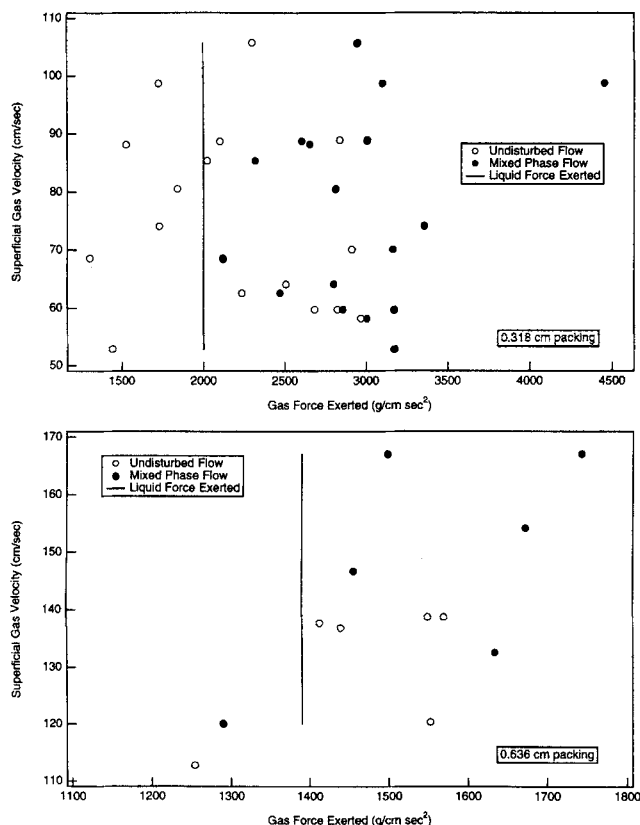 110
100
90
80
70
60
50
Superficial Gas Velocity (cm/sec)
Undisturbed Flow
Mixed Phase Flow
Liquid Force Exerted
0.318 cm packing
1500 2000 2500 3000 3500 4000 4500
Gas Force Exerted (g/cm sec²)
170
160
150
140
130
120
110
Superficial Gas Velocity (cm/sec)
Undisturbed Flow
Mixed Phase Flow
Liquid Force Exerted
0.636 cm packing
1100 1200 1300 1400 1500 1600 1700 1800
Gas Force Exerted (g/cm sec²)